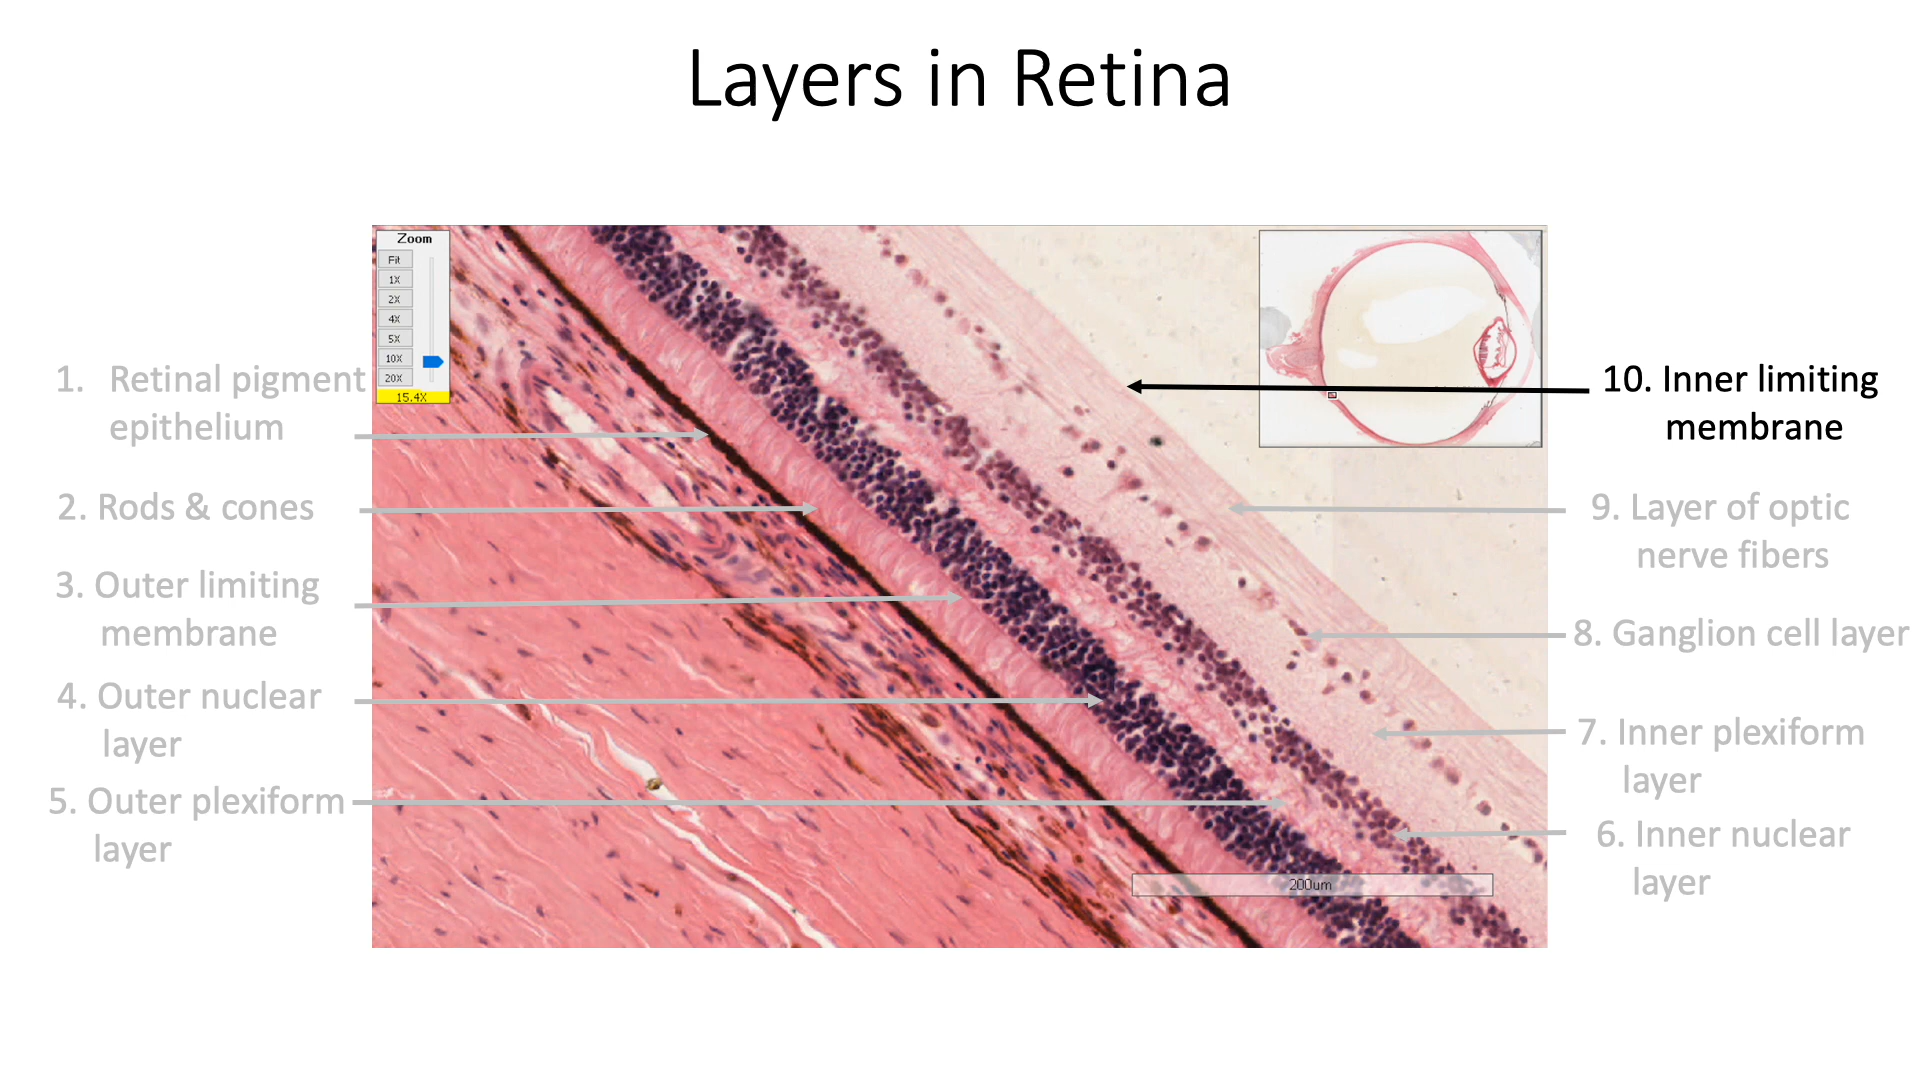 Layers in Retina
Zoom
Fit
1X
2X
4X
5X
10X
20X
15.4X
1. Retinal pigment
epithelium
2. Rods & cones
3. Outer limiting
membrane
4. Outer nuclear
layer
5. Outer plexiform
layer
10. Inner limiting
membrane
9. Layer of optic
nerve fibers
8. Ganglion cell layer
7. Inner plexiform
layer
6. Inner nuclear
layer
200um